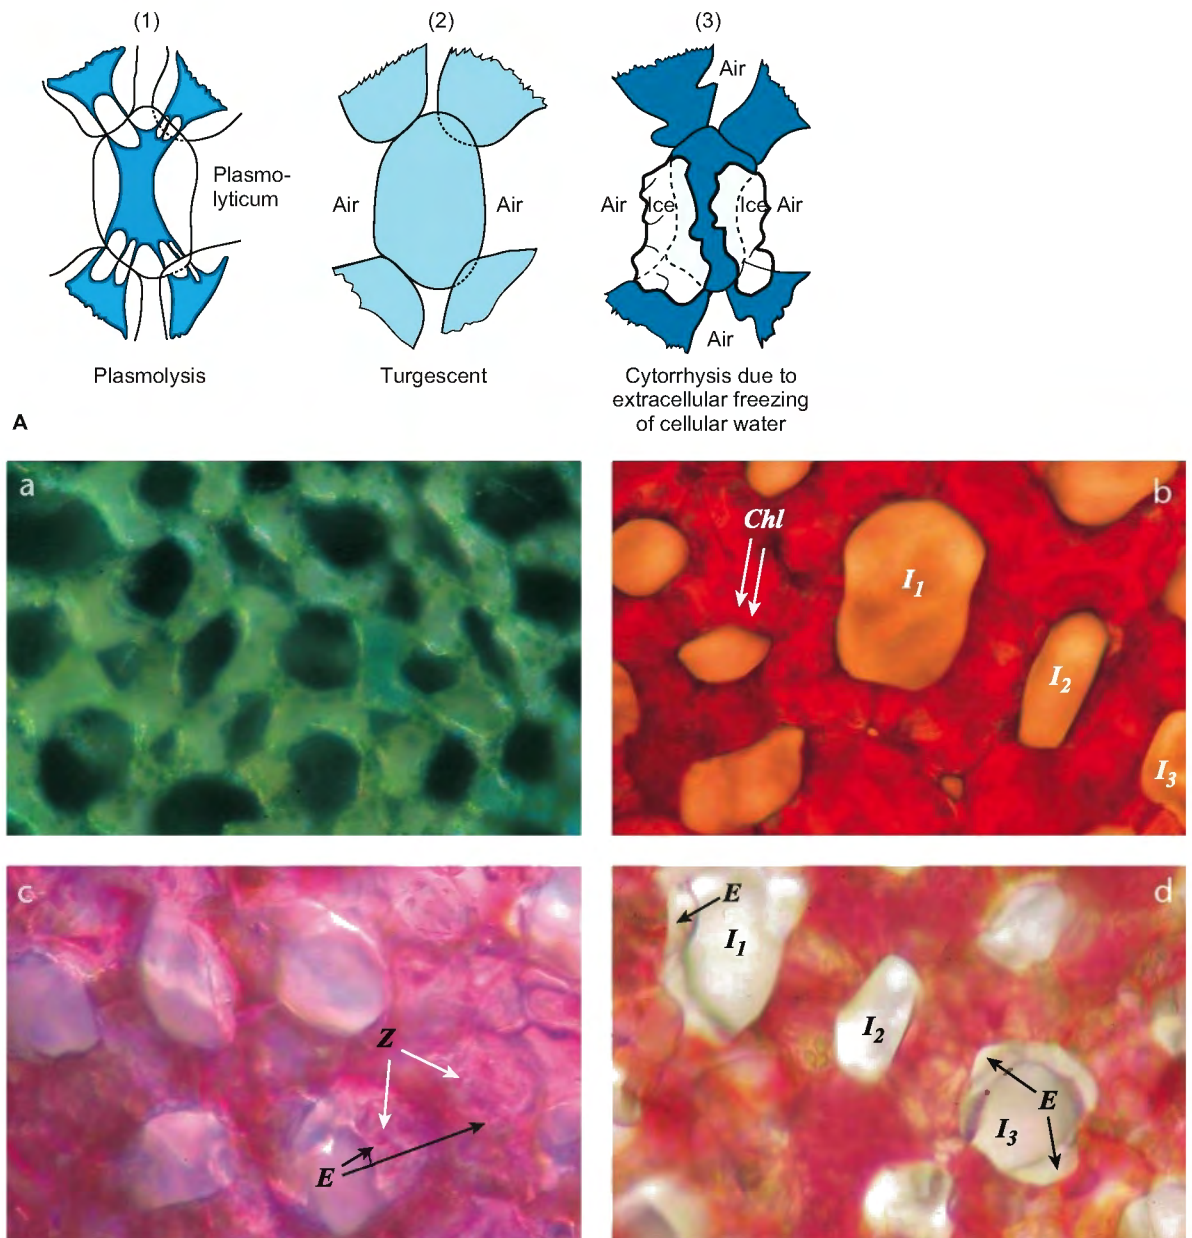 (1)
(2)
(3)
Air
Plasmo-
lyticum
Air
Air
Air
Ice
Ice
Air
Air
Plasmolysis
Turgescent
Cytorrhysis due to
extracellular freezing
of cellular water
A
a
b
Chl
I1
I2
I3
c
Z
E
d
E
I1
I2
E
I3